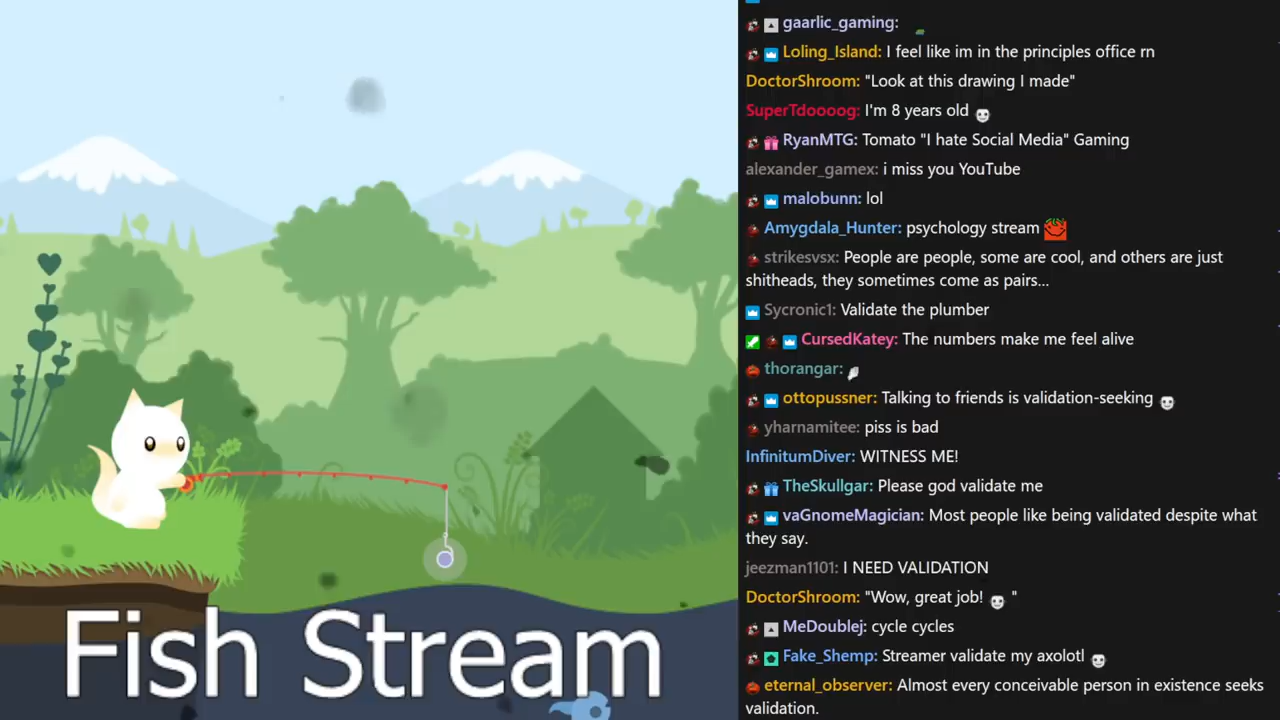 gaarlic_gaming:
Loling_Island: I feel like im in the principles office rn
DoctorShroom: "Look at this drawing I made"
SuperTdoooog: I'm 8 years old
RyanMTG: Tomato "I hate Social Media" Gaming
alexander_gamex: i miss you YouTube
malobunn: lol
Amygdala_Hunter: psychology stream
strikesvsx: People are people, some are cool, and others are just
shitheads, they sometimes come as pairs...
Sycronic1: Validate the plumber
CursedKatey: The numbers make me feel alive
thorangar:
ottopussner: Talking to friends is validation-seeking
yharnamitee: piss is bad
InfinitumDiver: WITNESS ME!
TheSkullgar: Please god validate me
vaGnomeMagician: Most people like being validated despite what
they say.
jeezman1101: I NEED VALIDATION
DoctorShroom: "Wow, great job! "
MeDoublej: cycle cycles
Fake_Shemp: Streamer validate my axolotl
eternal_observer: Almost every conceivable person in existence seeks
validation.
Fish Stream